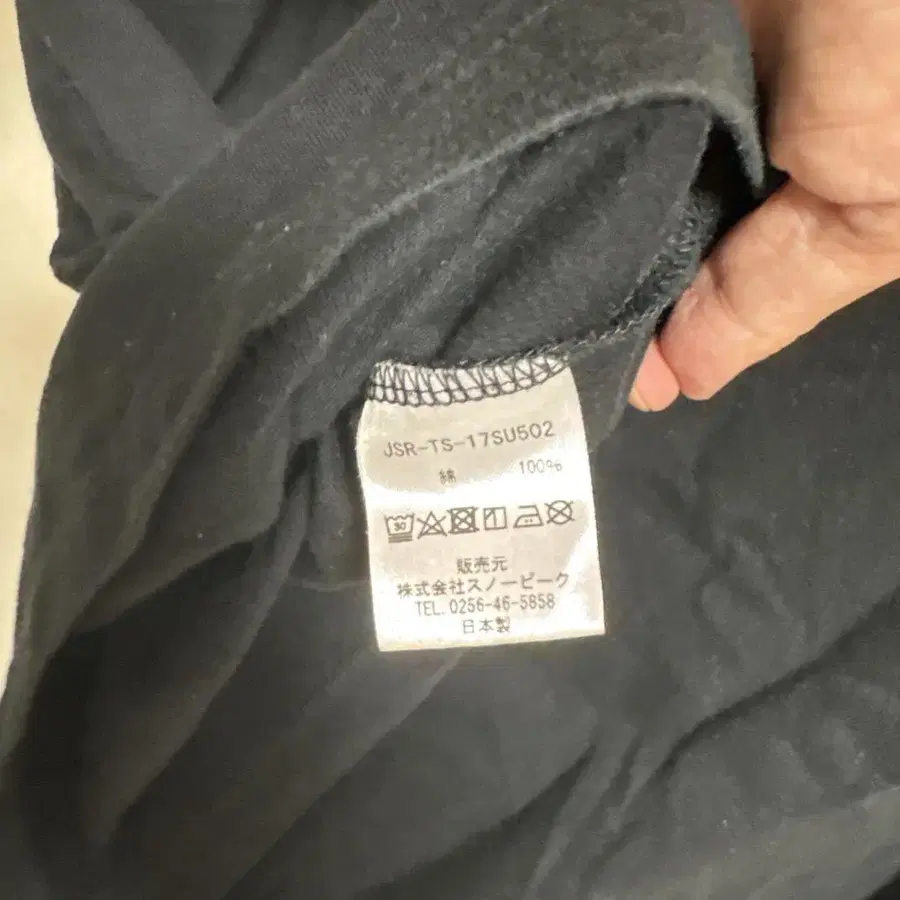 JSR-TS-17SU502
綿 100%
30
販売元
株式会社スノーピーク
TEL.0256-46-5858
日本製